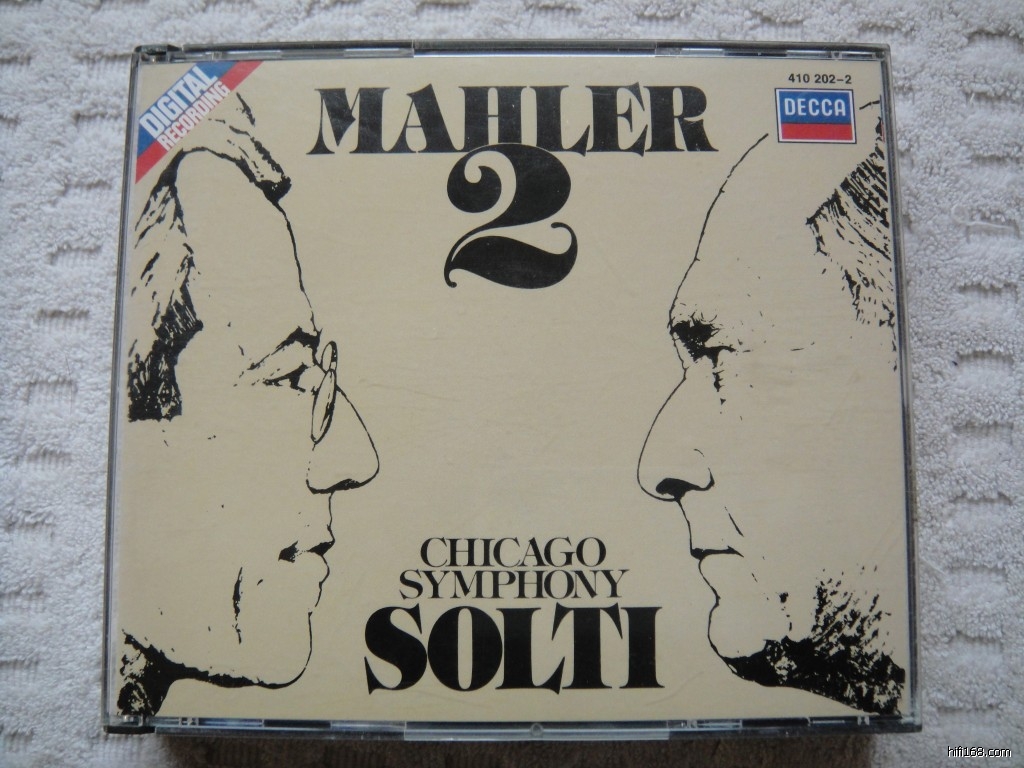 DIGITAL
RECORDING
MAHLER
2
410 202-2
DECCA
CHICAGO
SYMPHONY
SOLTI
hifi168.com